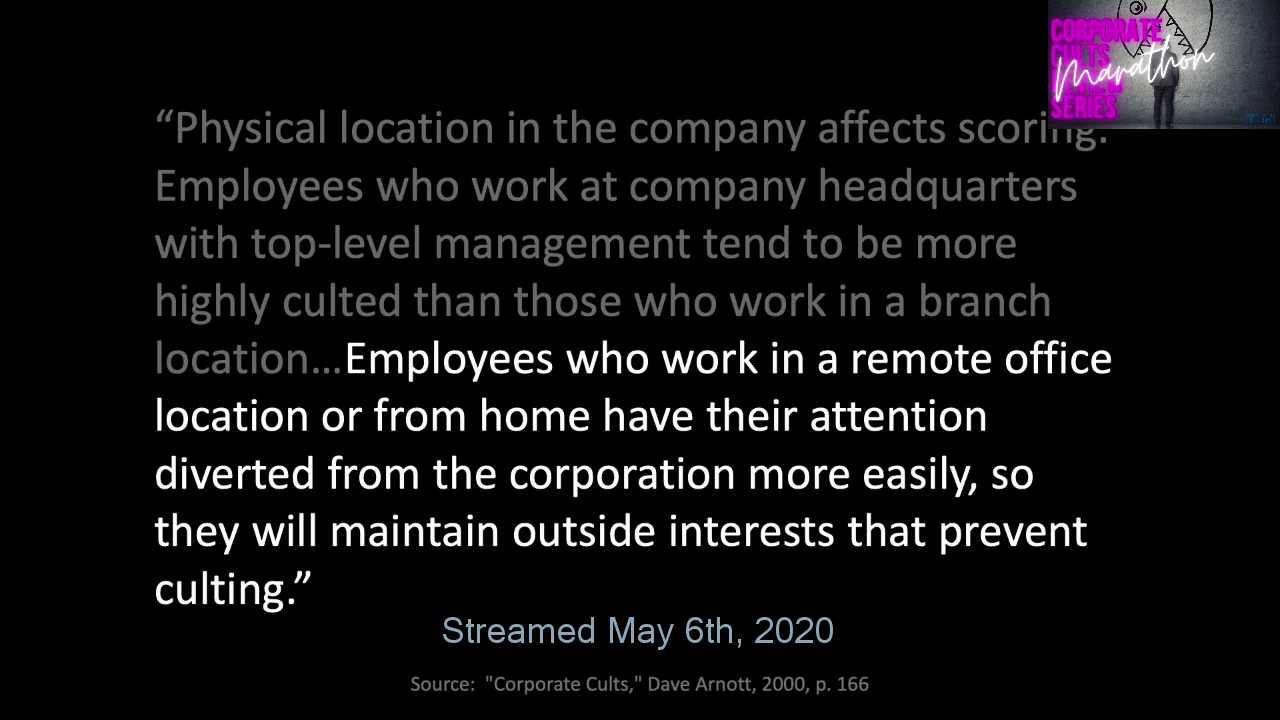 CORPORATE
CULTS
Marathon
SERIES
“Physical location in the company affects scoring.
Employees who work at company headquarters
with top-level management tend to be more
highly culted than those who work in a branch
location…Employees who work in a remote office
location or from home have their attention
diverted from the corporation more easily, so
they will maintain outside interests that prevent
culting.”
Streamed May 6th, 2020
Source:  "Corporate Cults," Dave Arnott, 2000, p. 166